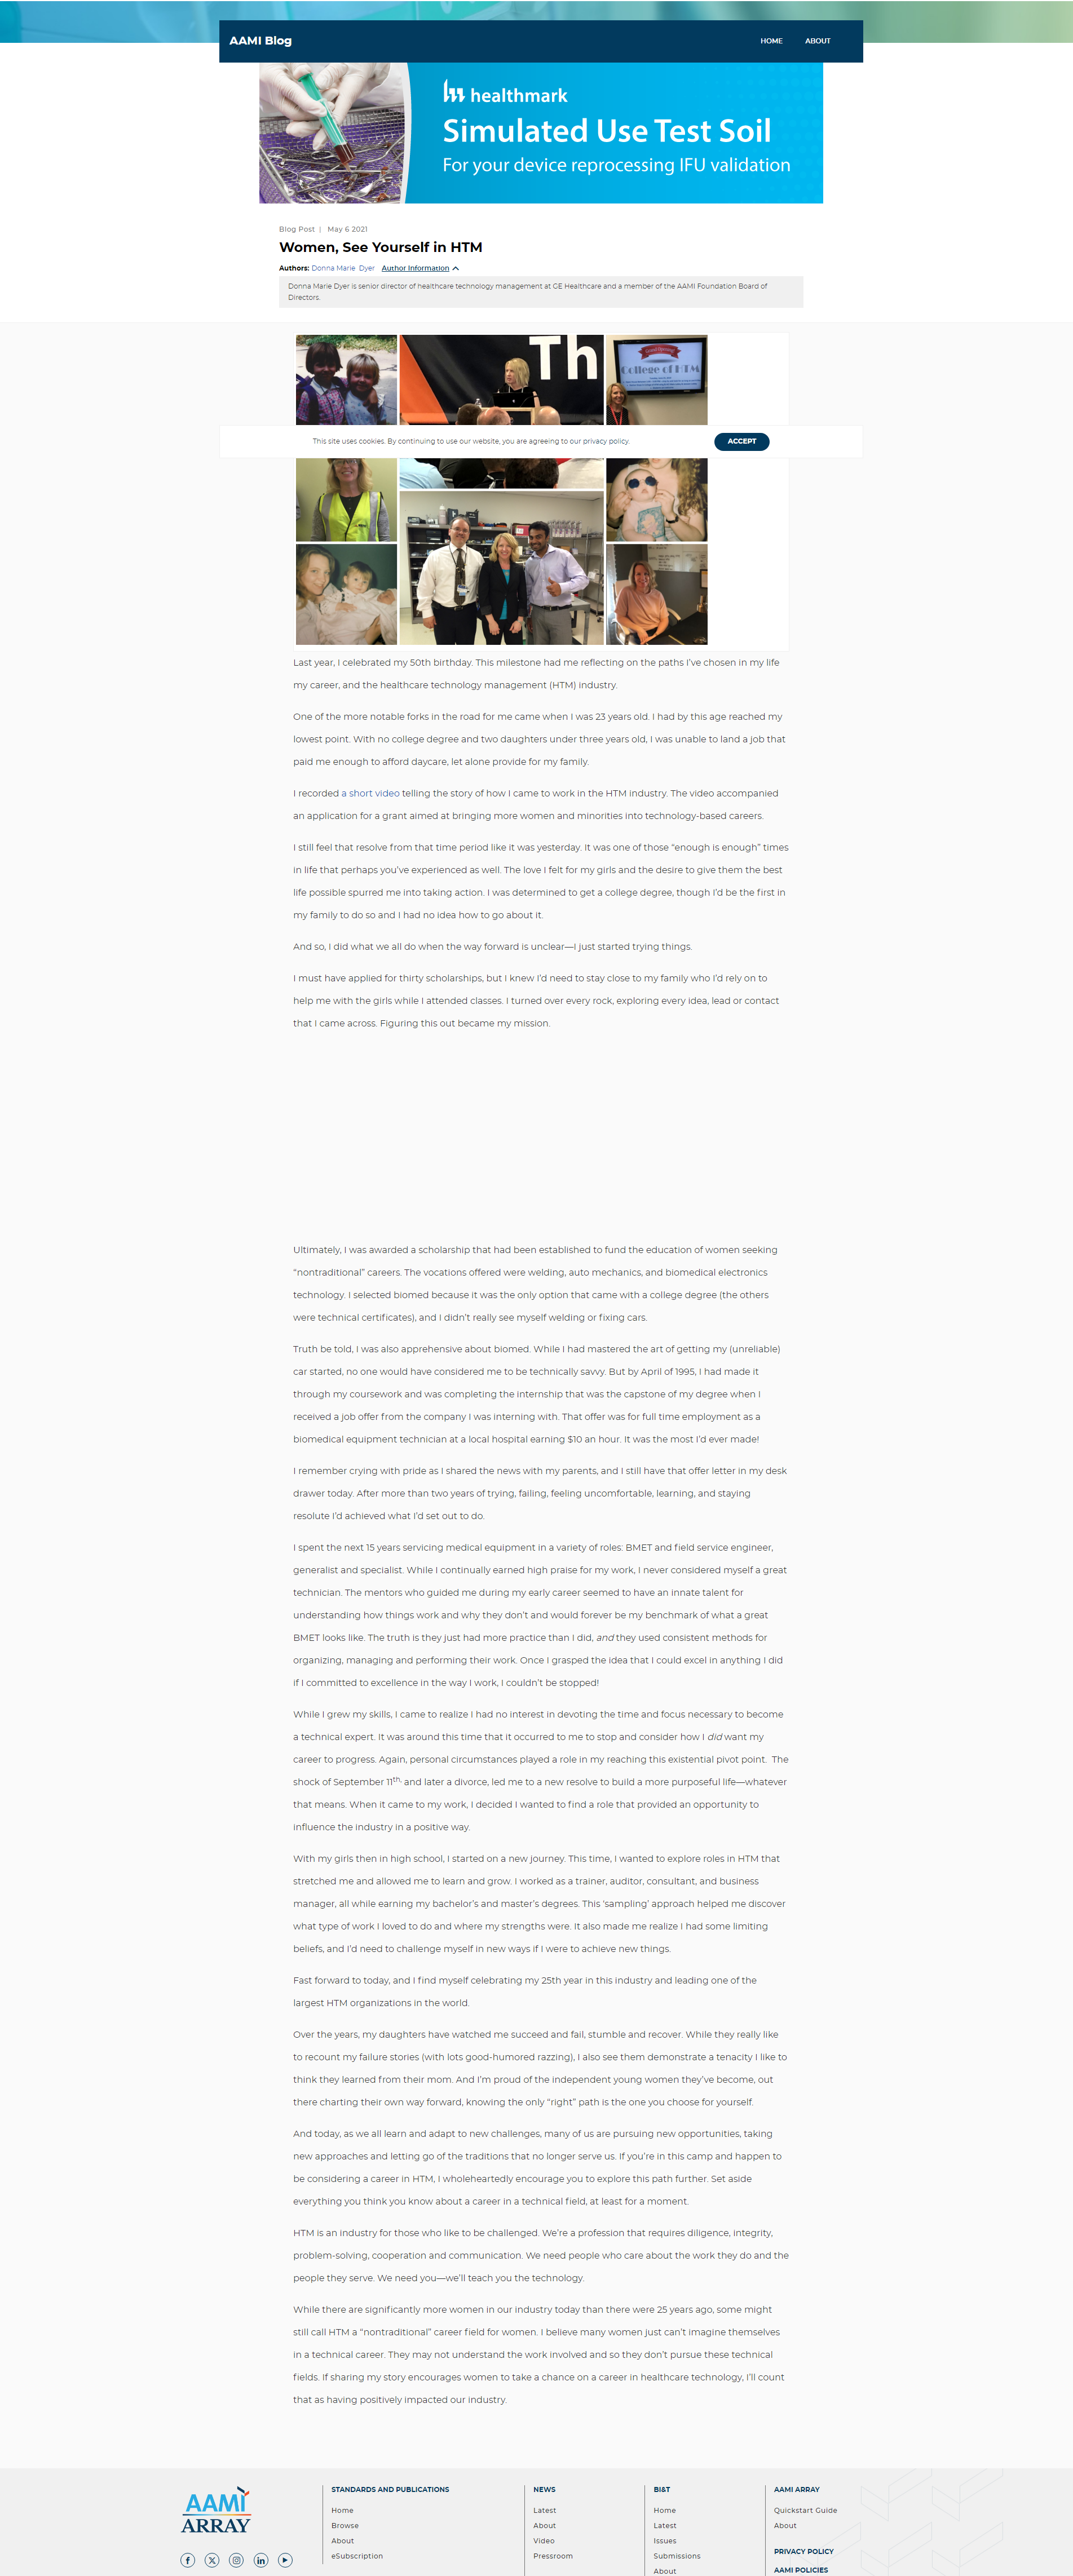 AAMI Blog
HOME ABOUT
healthmark
Simulated Use Test Soil
For your device reprocessing IFU validation
Blog Post | May 6 2021
Women, See Yourself in HTM
Authors: Donna Marie Dyer Author Information
Donna Marie Dyer is senior director of healthcare technology management at GE Healthcare and a member of the AAMI Foundation Board of
Directors.
Th
Grand Opening
College of HTM
This site uses cookies. By continuing to use our website, you are agreeing to our privacy policy.
ACCEPT
Last year, I celebrated my 50th birthday. This milestone had me reflecting on the paths I’ve chosen in my life
my career, and the healthcare technology management (HTM) industry.
One of the more notable forks in the road for me came when I was 23 years old. I had by this age reached my
lowest point. With no college degree and two daughters under three years old, I was unable to land a job that
paid me enough to afford daycare, let alone provide for my family.
I recorded a short video telling the story of how I came to work in the HTM industry. The video accompanied
an application for a grant aimed at bringing more women and minorities into technology-based careers.
I still feel that resolve from that time period like it was yesterday. It was one of those “enough is enough” times
in life that perhaps you’ve experienced as well. The love I felt for my girls and the desire to give them the best
life possible spurred me into taking action. I was determined to get a college degree, though I’d be the first in
my family to do so and I had no idea how to go about it.
And so, I did what we all do when the way forward is unclear—I just started trying things.
I must have applied for thirty scholarships, but I knew I’d need to stay close to my family who I’d rely on to
help me with the girls while I attended classes. I turned over every rock, exploring every idea, lead or contact
that I came across. Figuring this out became my mission.
Ultimately, I was awarded a scholarship that had been established to fund the education of women seeking
“nontraditional” careers. The vocations offered were welding, auto mechanics, and biomedical electronics
technology. I selected biomed because it was the only option that came with a college degree (the others
were technical certificates), and I didn’t really see myself welding or fixing cars.
Truth be told, I was also apprehensive about biomed. While I had mastered the art of getting my (unreliable)
car started, no one would have considered me to be technically savvy. But by April of 1995, I had made it
through my coursework and was completing the internship that was the capstone of my degree when I
received a job offer from the company I was interning with. That offer was for full time employment as a
biomedical equipment technician at a local hospital earning $10 an hour. It was the most I’d ever made!
I remember crying with pride as I shared the news with my parents, and I still have that offer letter in my desk
drawer today. After more than two years of trying, failing, feeling uncomfortable, learning, and staying
resolute I’d achieved what I’d set out to do.
I spent the next 15 years servicing medical equipment in a variety of roles: BMET and field service engineer,
generalist and specialist. While I continually earned high praise for my work, I never considered myself a great
technician. The mentors who guided me during my early career seemed to have an innate talent for
understanding how things work and why they don’t and would forever be my benchmark of what a great
BMET looks like. The truth is they just had more practice than I did, and they used consistent methods for
organizing, managing and performing their work. Once I grasped the idea that I could excel in anything I did
if I committed to excellence in the way I work, I couldn’t be stopped!
While I grew my skills, I came to realize I had no interest in devoting the time and focus necessary to become
a technical expert. It was around this time that it occurred to me to stop and consider how I did want my
career to progress. Again, personal circumstances played a role in my reaching this existential pivot point. The
shock of September 11th, and later a divorce, led me to a new resolve to build a more purposeful life—whatever
that means. When it came to my work, I decided I wanted to find a role that provided an opportunity to
influence the industry in a positive way.
With my girls then in high school, I started on a new journey. This time, I wanted to explore roles in HTM that
stretched me and allowed me to learn and grow. I worked as a trainer, auditor, consultant, and business
manager, all while earning my bachelor’s and master’s degrees. This ‘sampling’ approach helped me discover
what type of work I loved to do and where my strengths were. It also made me realize I had some limiting
beliefs, and I’d need to challenge myself in new ways if I were to achieve new things.
Fast forward to today, and I find myself celebrating my 25th year in this industry and leading one of the
largest HTM organizations in the world.
Over the years, my daughters have watched me succeed and fail, stumble and recover. While they really like
to recount my failure stories (with lots good-humored razzing), I also see them demonstrate a tenacity I like to
think they learned from their mom. And I’m proud of the independent young women they’ve become, out
there charting their own way forward, knowing the only “right” path is the one you choose for yourself.
And today, as we all learn and adapt to new challenges, many of us are pursuing new opportunities, taking
new approaches and letting go of the traditions that no longer serve us. If you’re in this camp and happen to
be considering a career in HTM, I wholeheartedly encourage you to explore this path further. Set aside
everything you think you know about a career in a technical field, at least for a moment.
HTM is an industry for those who like to be challenged. We’re a profession that requires diligence, integrity,
problem-solving, cooperation and communication. We need people who care about the work they do and the
people they serve. We need you—we’ll teach you the technology.
While there are significantly more women in our industry today than there were 25 years ago, some might
still call HTM a “nontraditional” career field for women. I believe many women just can’t imagine themselves
in a technical career. They may not understand the work involved and so they don’t pursue these technical
fields. If sharing my story encourages women to take a chance on a career in healthcare technology, I’ll count
that as having positively impacted our industry.
AAMI
ARRAY
STANDARDS AND PUBLICATIONS
Home
Browse
About
eSubscription
NEWS
Latest
About
Video
Pressroom
BI&T
Home
Latest
Issues
Submissions
About
AAMI ARRAY
Quickstart Guide
About
PRIVACY POLICY
AAMI POLICIES